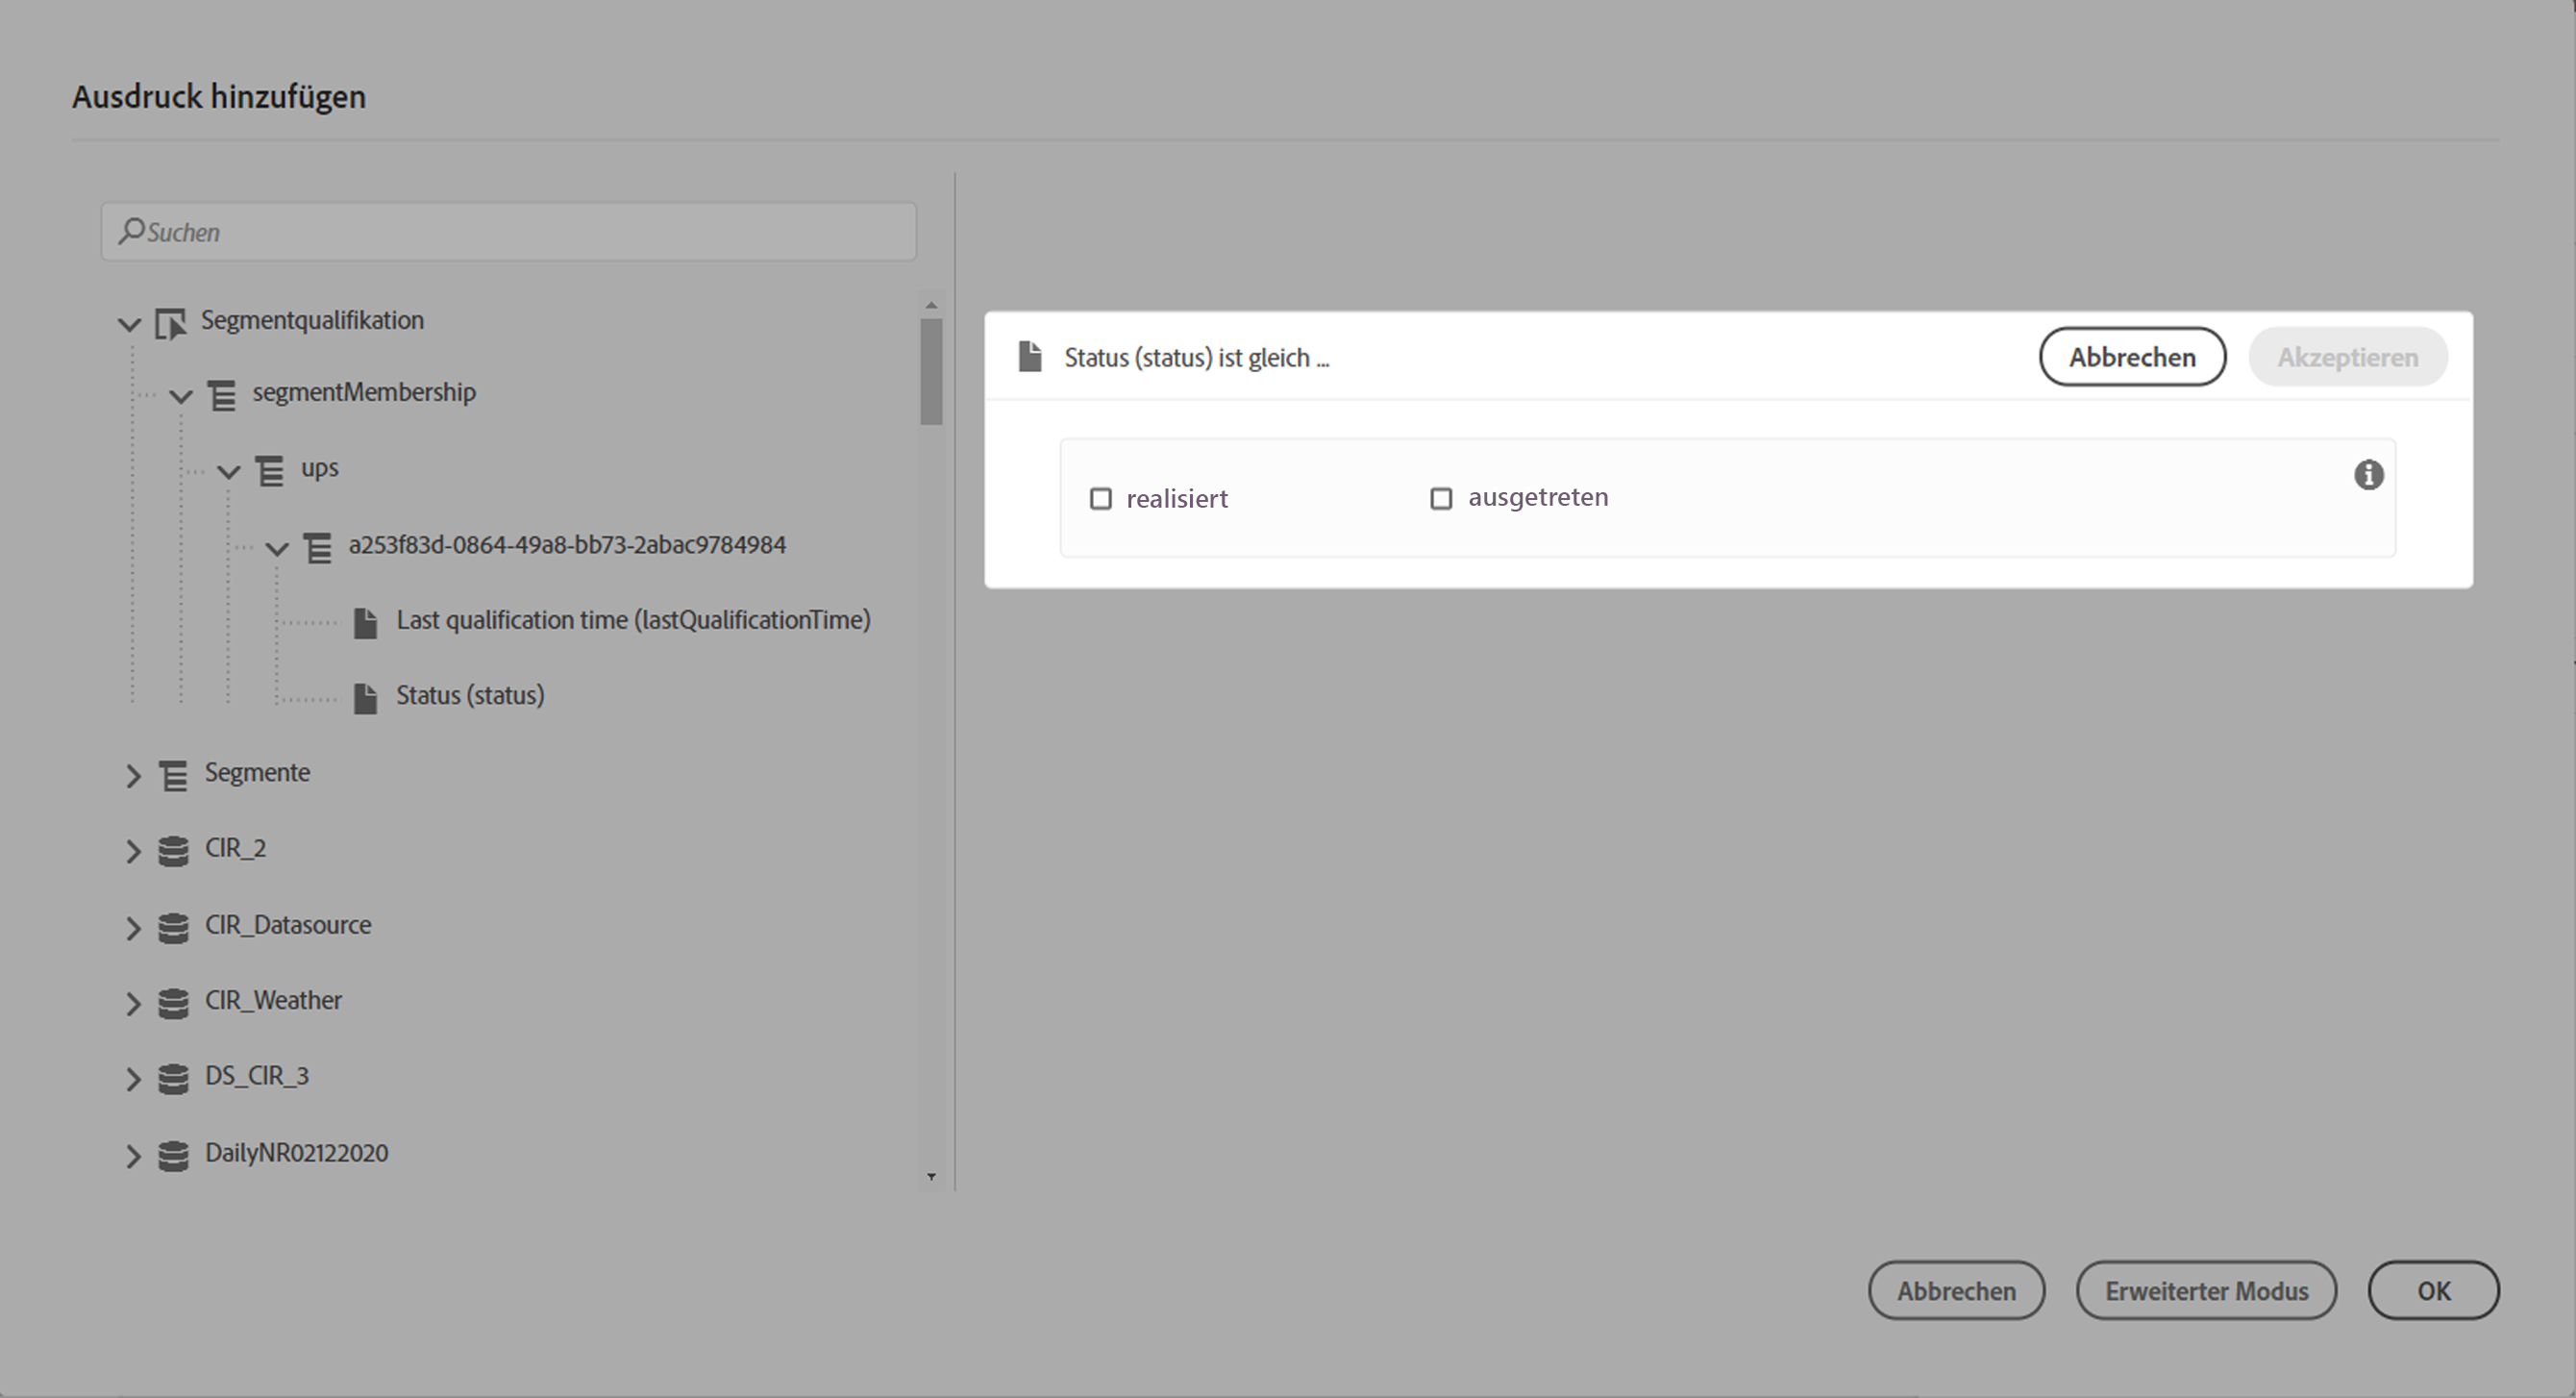 Ausdruck hinzufügen
Suchen
Segmentqualifikation
segmentMembership
ups
a253f83d-0864-49a8-bb73-2abac9784984
Last qualification time (lastQualificationTime)
Status (status)
Segmente
CIR_2
CIR_Datasource
CIR_Weather
DS_CIR_3
DailyNR02122020
Status (status) ist gleich ... Abbrechen Akzeptieren
realisiert ausgetreten
Abbrechen Erweiterter Modus OK